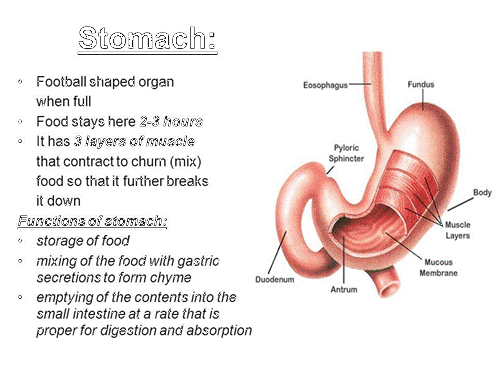 Stomach:
• Football shaped organ
when full
• Food stays here 2-3 hours
• It has 3 layers of muscle
that contract to churn (mix)
food so that it further breaks
it down
Functions of stomach:
• storage of food
• mixing of the food with gastric
secretions to form chyme
• emptying of the contents into the
small intestine at a rate that is
proper for digestion and absorption
Eosophagus
Fundus
Pyloric
Sphincter
Body
Muscle
Layers
Mucous
Membrane
Duodenum
Antrum